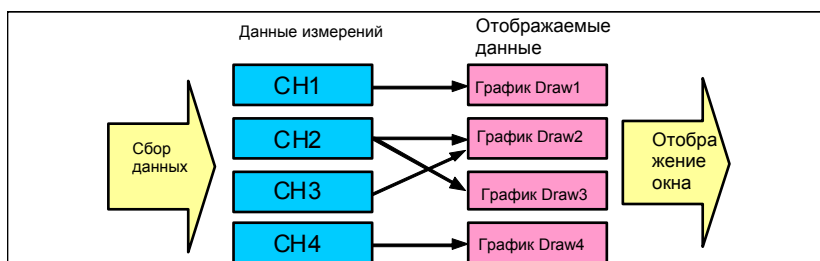 Данные измерений
Отображаемые
данные
Сбор
данных
CH1
CH2
CH3
CH4
График Draw1
График Draw2
График Draw3
График Draw4
Отобра
жение
окна